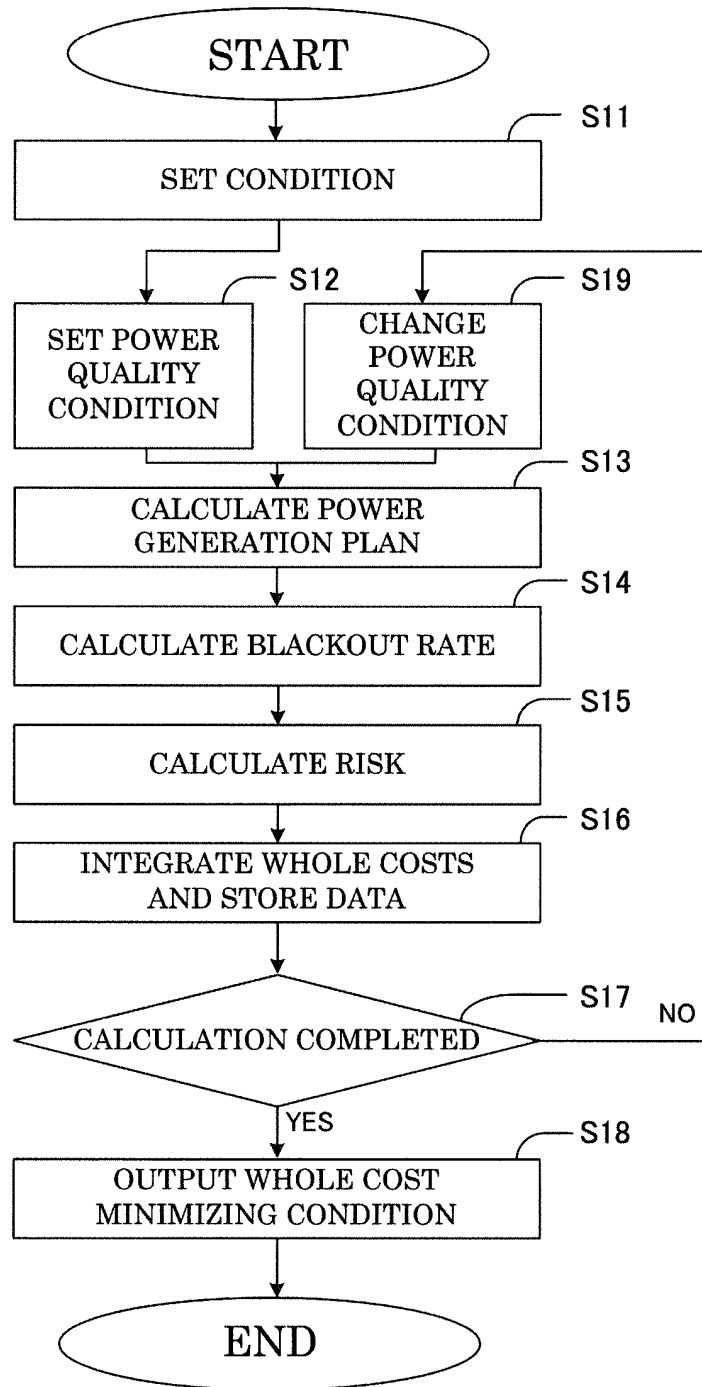 START
S11
SET CONDITION
S12
SET POWER
QUALITY
CONDITION
S19
CHANGE
POWER
QUALITY
CONDITION
S13
CALCULATE POWER
GENERATION PLAN
S14
CALCULATE BLACKOUT RATE
S15
CALCULATE RISK
S16
INTEGRATE WHOLE COSTS
AND STORE DATA
S17
CALCULATION COMPLETED
NO
YES
S18
OUTPUT WHOLE COST
MINIMIZING CONDITION
END